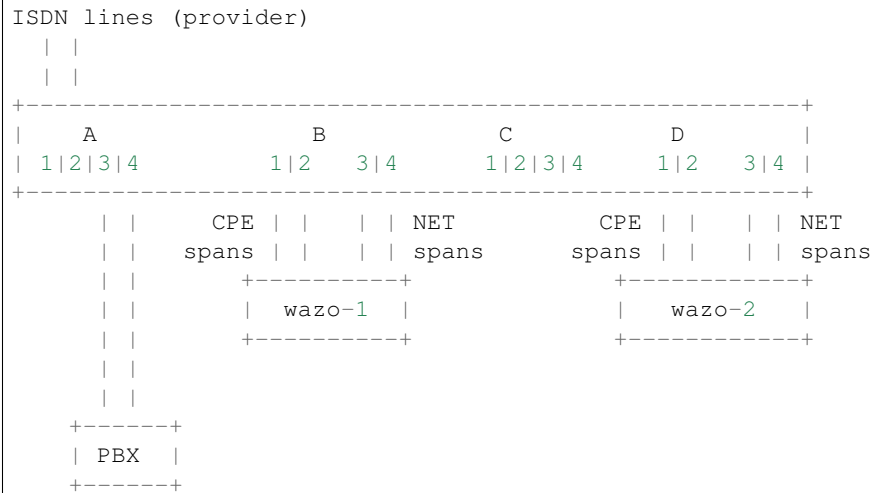 ISDN lines (provider)
A B C D
1|2|3|4 1|2 3|4 1|2|3|4 1|2 3|4
CPE NET CPE NET
spans spans spans spans
wazo-1 wazo-2
PBX